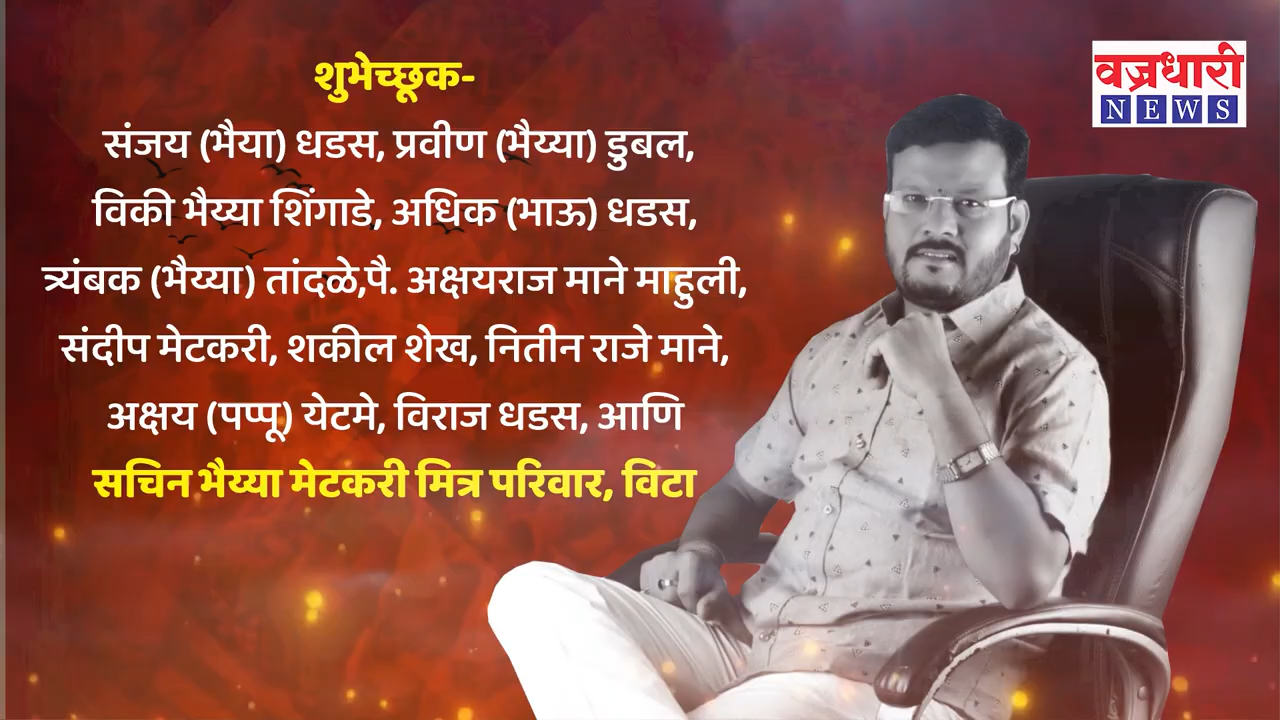 शुभेच्छूक-
संजय (भैया) धडस, प्रवीण (भैय्या) डुबल,
विकी भैय्या शिंगाडे, अधिक (भाऊ) धडस,
त्र्यंबक (भैय्या) तांदळे,पै. अक्षयराज माने माहुली,
संदीप मेटकरी, शकील शेख, नितीन राजे माने,
अक्षय (पप्पू) येटमे, विराज धडस, आणि
सचिन भैय्या मेटकरी मित्र परिवार, विटा
वज्रधारी
NEWS